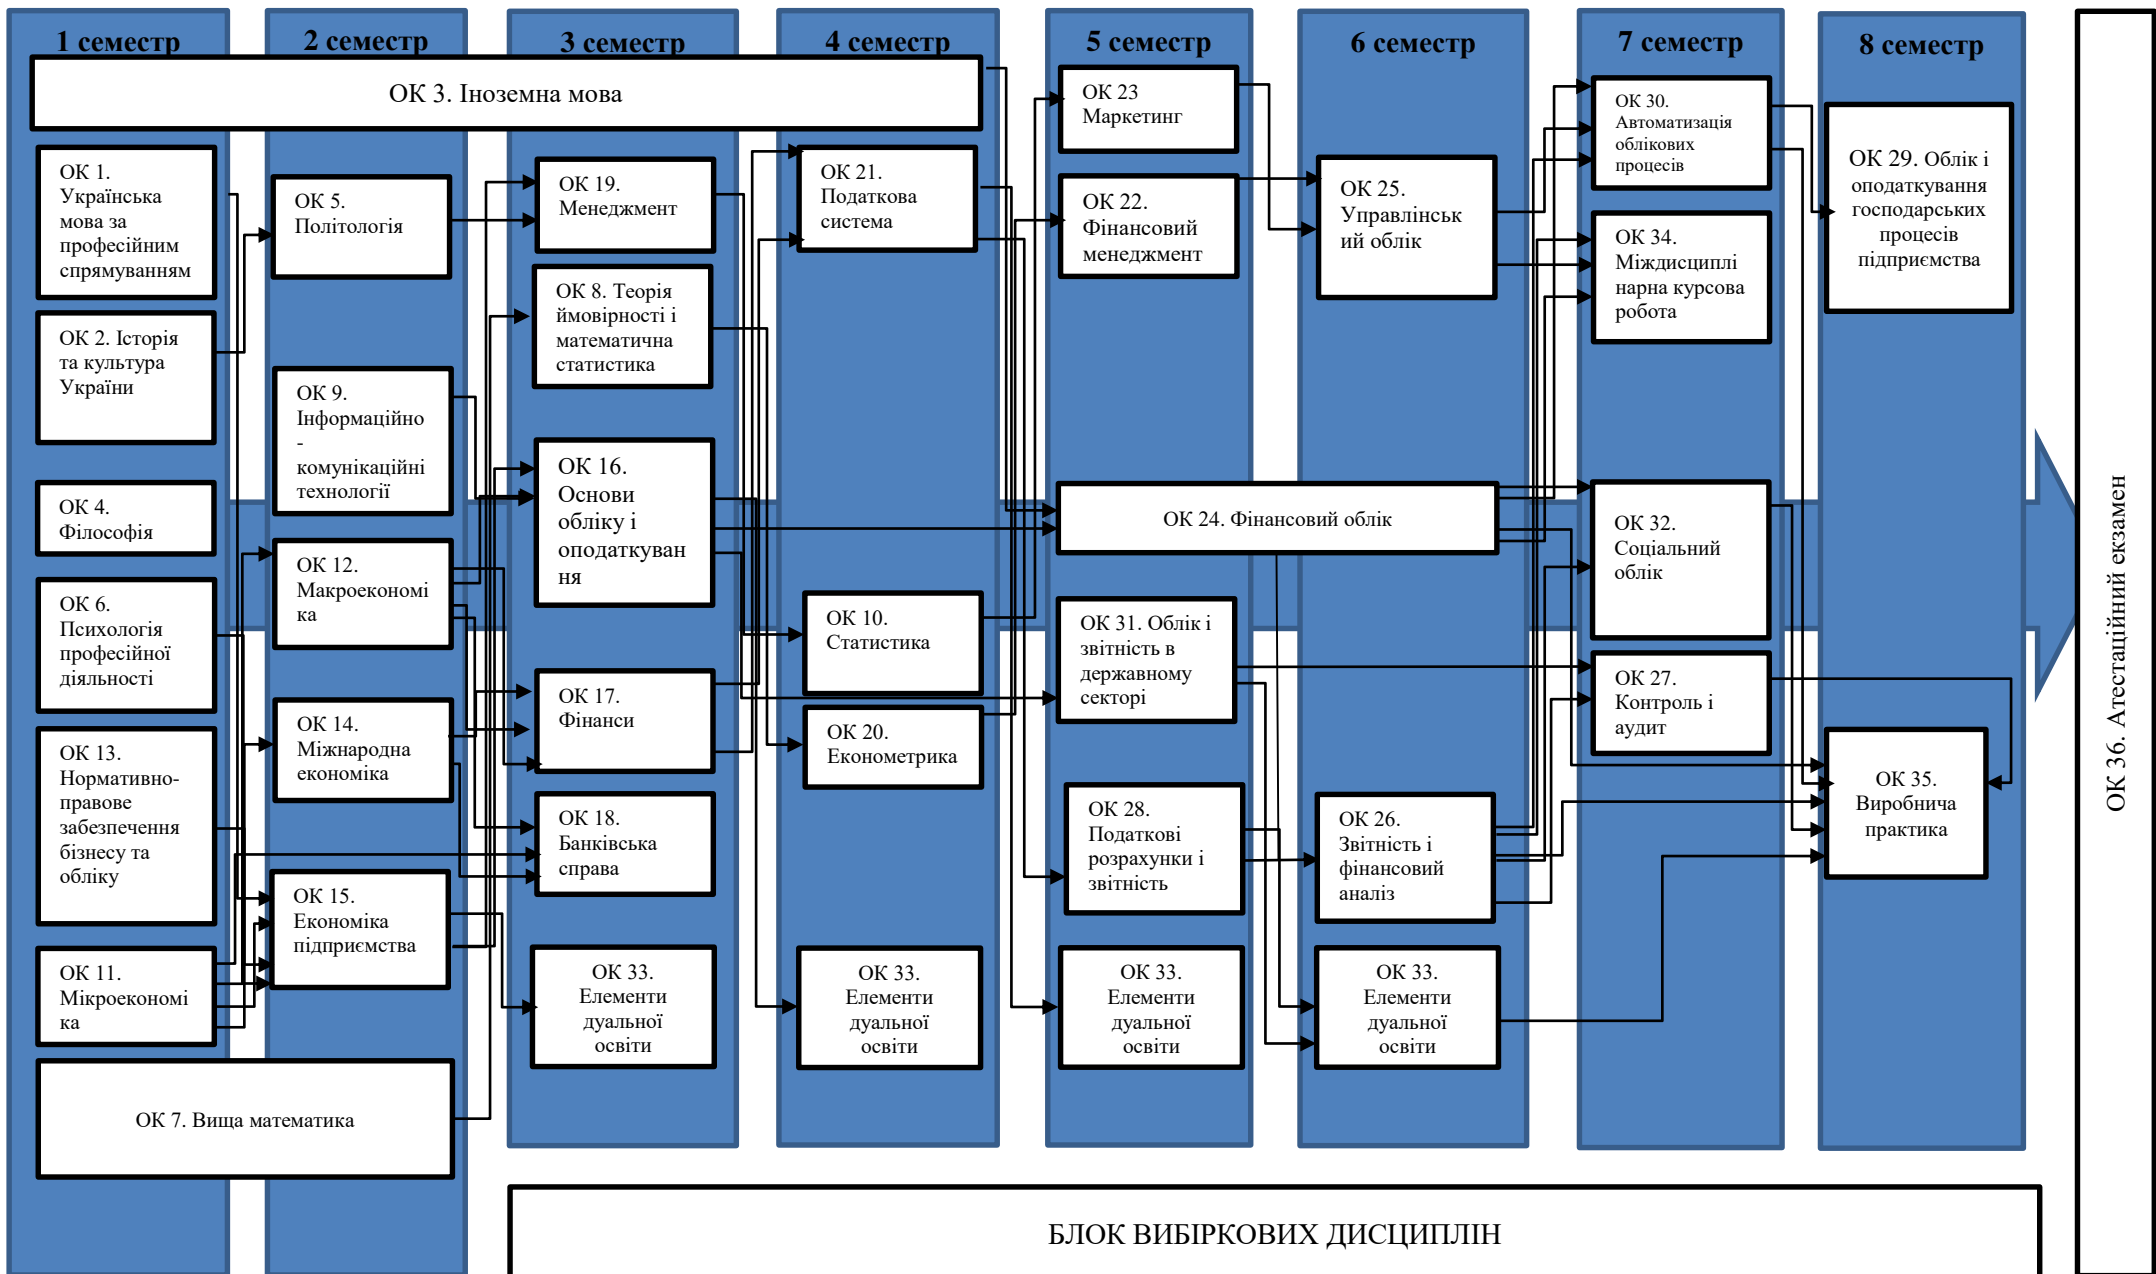 1 семестр
2 семестр
3 семестр
4 семестр
5 семестр
6 семестр
7 семестр
8 семестр
ОК 3. Іноземна мова
ОК 1.
Українська
мова за
професійним
спрямуванням
ОК 2. Історія
та культура
України
ОК 4.
Філософія
ОК 6.
Психологія
професійної
діяльності
ОК 13.
Нормативно-
правове
забезпечення
бізнесу та
обліку
ОК 11.
Мікроекономі
ка
ОК 7. Вища математика
ОК 5.
Політологія
ОК 9.
Інформаційно
-
комунікаційні
технології
ОК 12.
Макроекономі
ка
ОК 14.
Міжнародна
економіка
ОК 15.
Економіка
підприємства
ОК 19.
Менеджмент
ОК 8. Теорія
ймовірності і
математична
статистика
ОК 16.
Основи
обліку і
оподаткуван
ня
ОК 17.
Фінанси
ОК 18.
Банківська
справа
ОК 33.
Елементи
дуальної
освіти
ОК 21.
Податкова
система
ОК 10.
Статистика
ОК 20.
Економетрика
ОК 33.
Елементи
дуальної
освіти
ОК 23
Маркетинг
ОК 22.
Фінансовий
менеджмент
ОК 24. Фінансовий облік
ОК 31. Облік і
звітність в
державному
секторі
ОК 28.
Податкові
розрахунки і
звітність
ОК 33.
Елементи
дуальної
освіти
ОК 25.
Управлінськ
ий облік
ОК 26.
Звітність і
фінансовий
аналіз
ОК 33.
Елементи
дуальної
освіти
ОК 30.
Автоматизація
облікових
процесів
ОК 34.
Міждисциплі
нарна курсова
робота
ОК 32.
Соціальний
облік
ОК 27.
Контроль і
аудит
ОК 29. Облік і
оподаткування
господарських
процесів
підприємства
ОК 35.
Виробнича
практика
ОК 36. Атестаційний екзамен
БЛОК ВИБІРКОВИХ ДИСЦИПЛІН